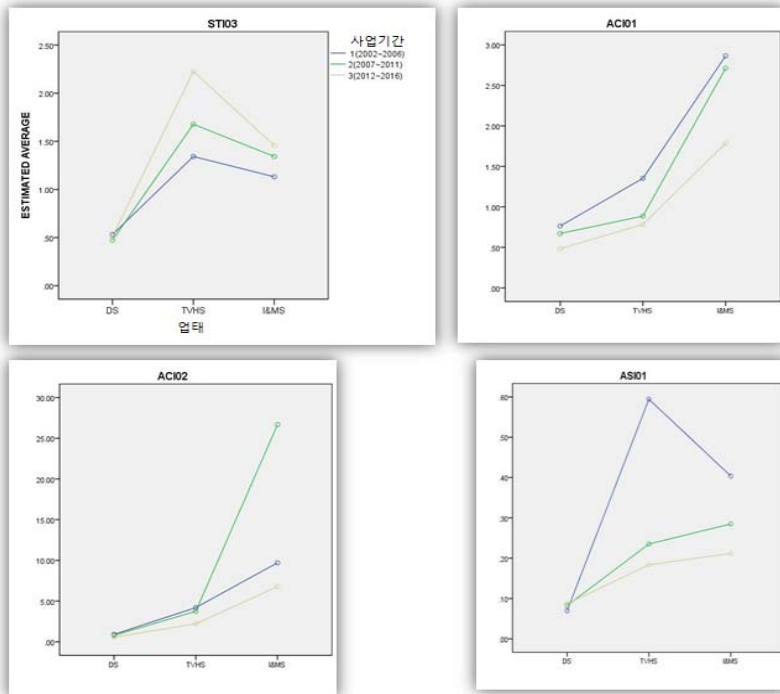 STI03
사업기간
1(2002~2006)
2(2007~2011)
3(2012~2016)
ESTIMATED AVERAGE
2.50
2.00
1.50
1.00
.50
.00
DS
TVHS
I&MS
업태
ACI01
3.00
2.50
2.00
1.50
1.00
.50
.00
DS
TVHS
I&MS
ACI02
30.00
25.00
20.00
15.00
10.00
5.00
.00
DS
TVHS
I&MS
ASI01
.60
.50
.40
.30
.20
.10
.00
DS
TVHS
I&MS